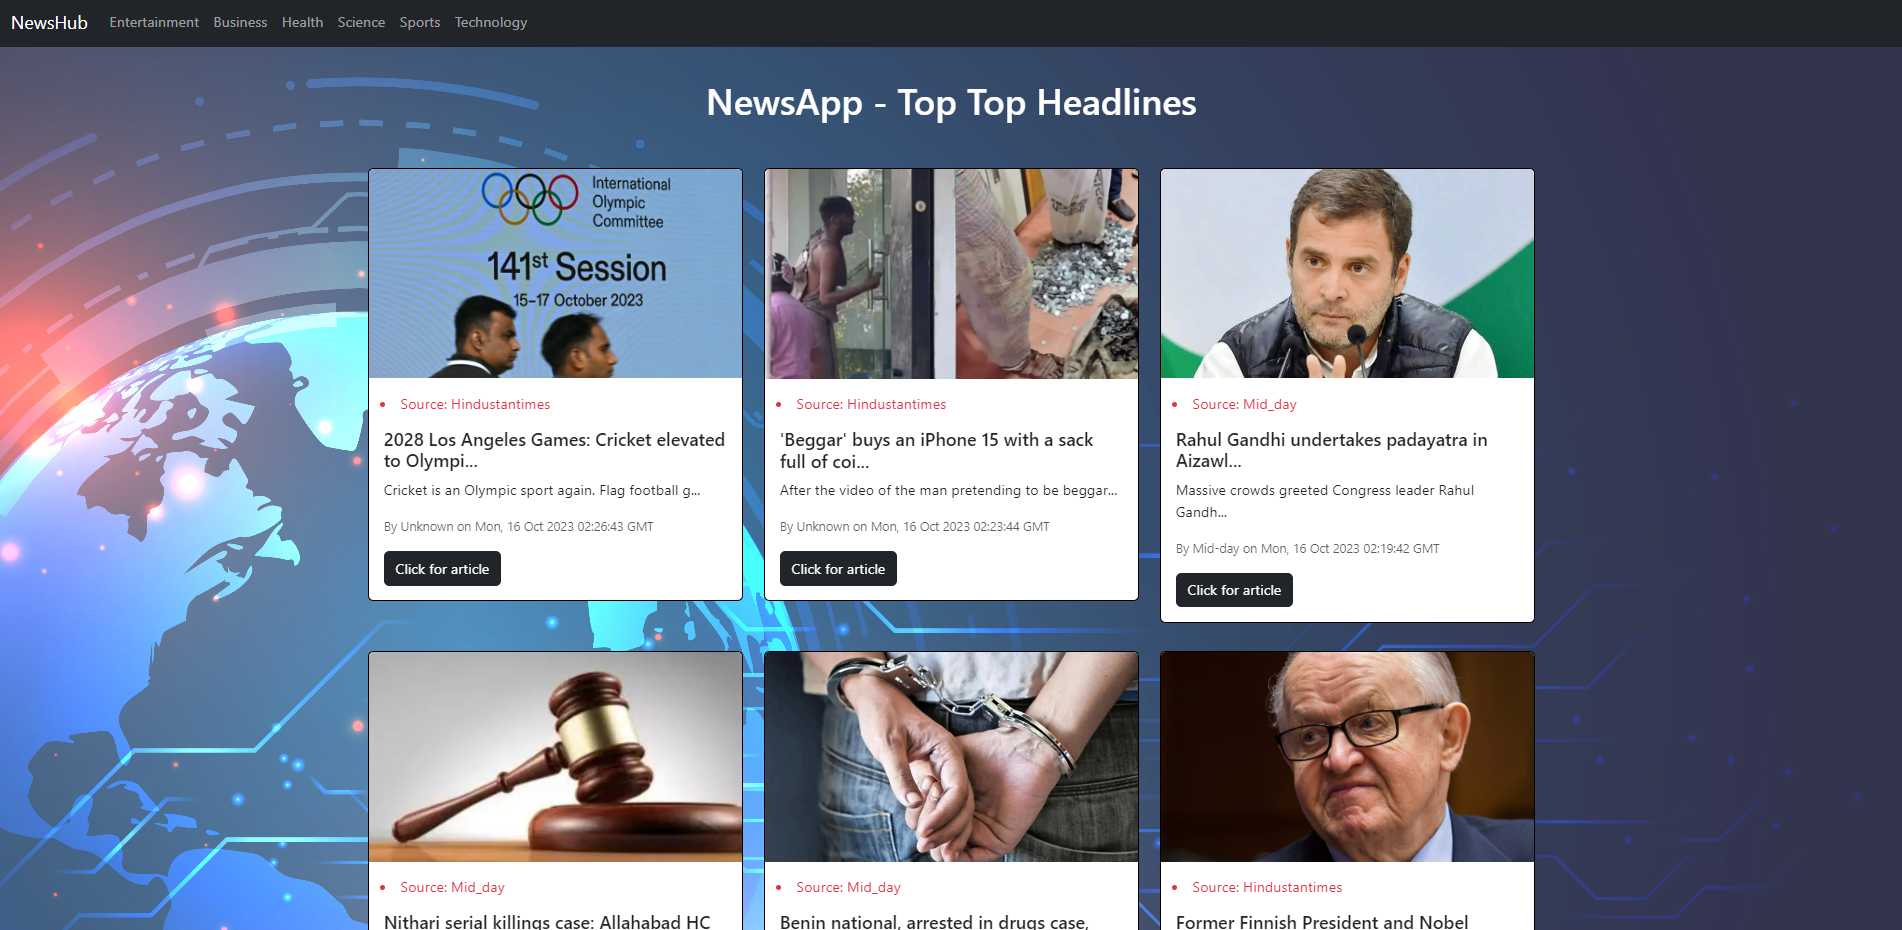 NewsHub Entertainment Business Health Science Sports Technology
NewsApp - Top Top Headlines
International
Olympic
Committee
141st Session
15-17 October 2023
Source: Hindustantimes
2028 Los Angeles Games: Cricket elevated
to Olympi...
Cricket is an Olympic sport again. Flag football g...
By Unknown on Mon, 16 Oct 2023 02:26:43 GMT
Click for article
Source: Hindustantimes
'Beggar' buys an iPhone 15 with a sack
full of coi...
After the video of the man pretending to be beggar...
By Unknown on Mon, 16 Oct 2023 02:23:44 GMT
Click for article
Source: Mid_day
Rahul Gandhi undertakes padayatra in
Aizawl...
Massive crowds greeted Congress leader Rahul
Gandh...
By Mid-day on Mon, 16 Oct 2023 02:19:42 GMT
Click for article
Source: Mid_day
Nithari serial killings case: Allahabad HC
Source: Mid_day
Benin national, arrested in drugs case,
Source: Hindustantimes
Former Finnish President and Nobel